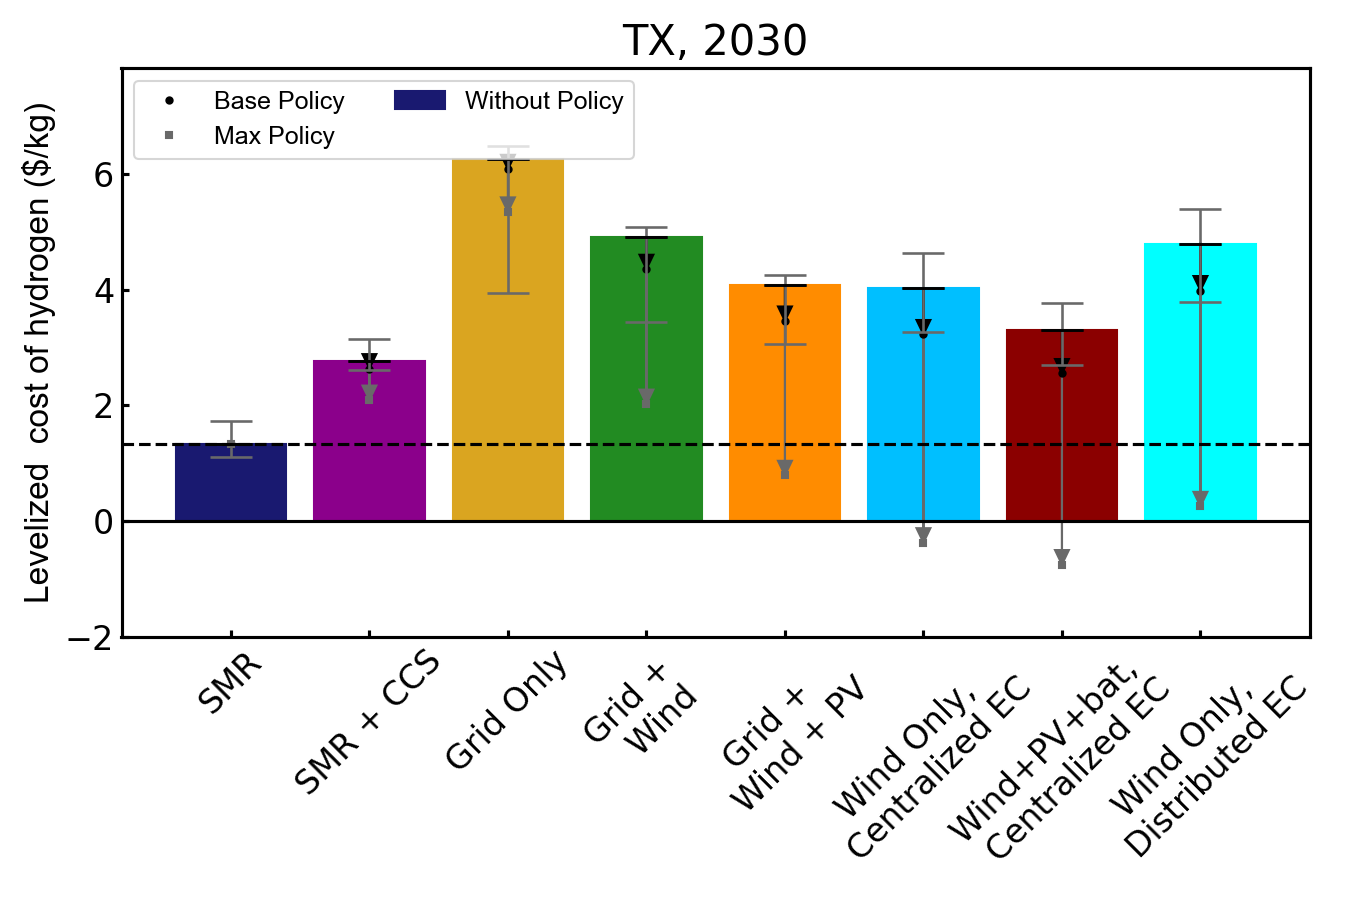 TX, 2030
Base Policy
Max Policy
Without Policy
Levelized  cost of hydrogen ($/kg)
6
4
2
0
−2
SMR
SMR + CCS
Grid Only
Grid +
Wind
Grid +
Wind + PV
Wind Only,
Centralized EC
Wind+PV+bat,
Centralized EC
Wind Only,
Distributed EC